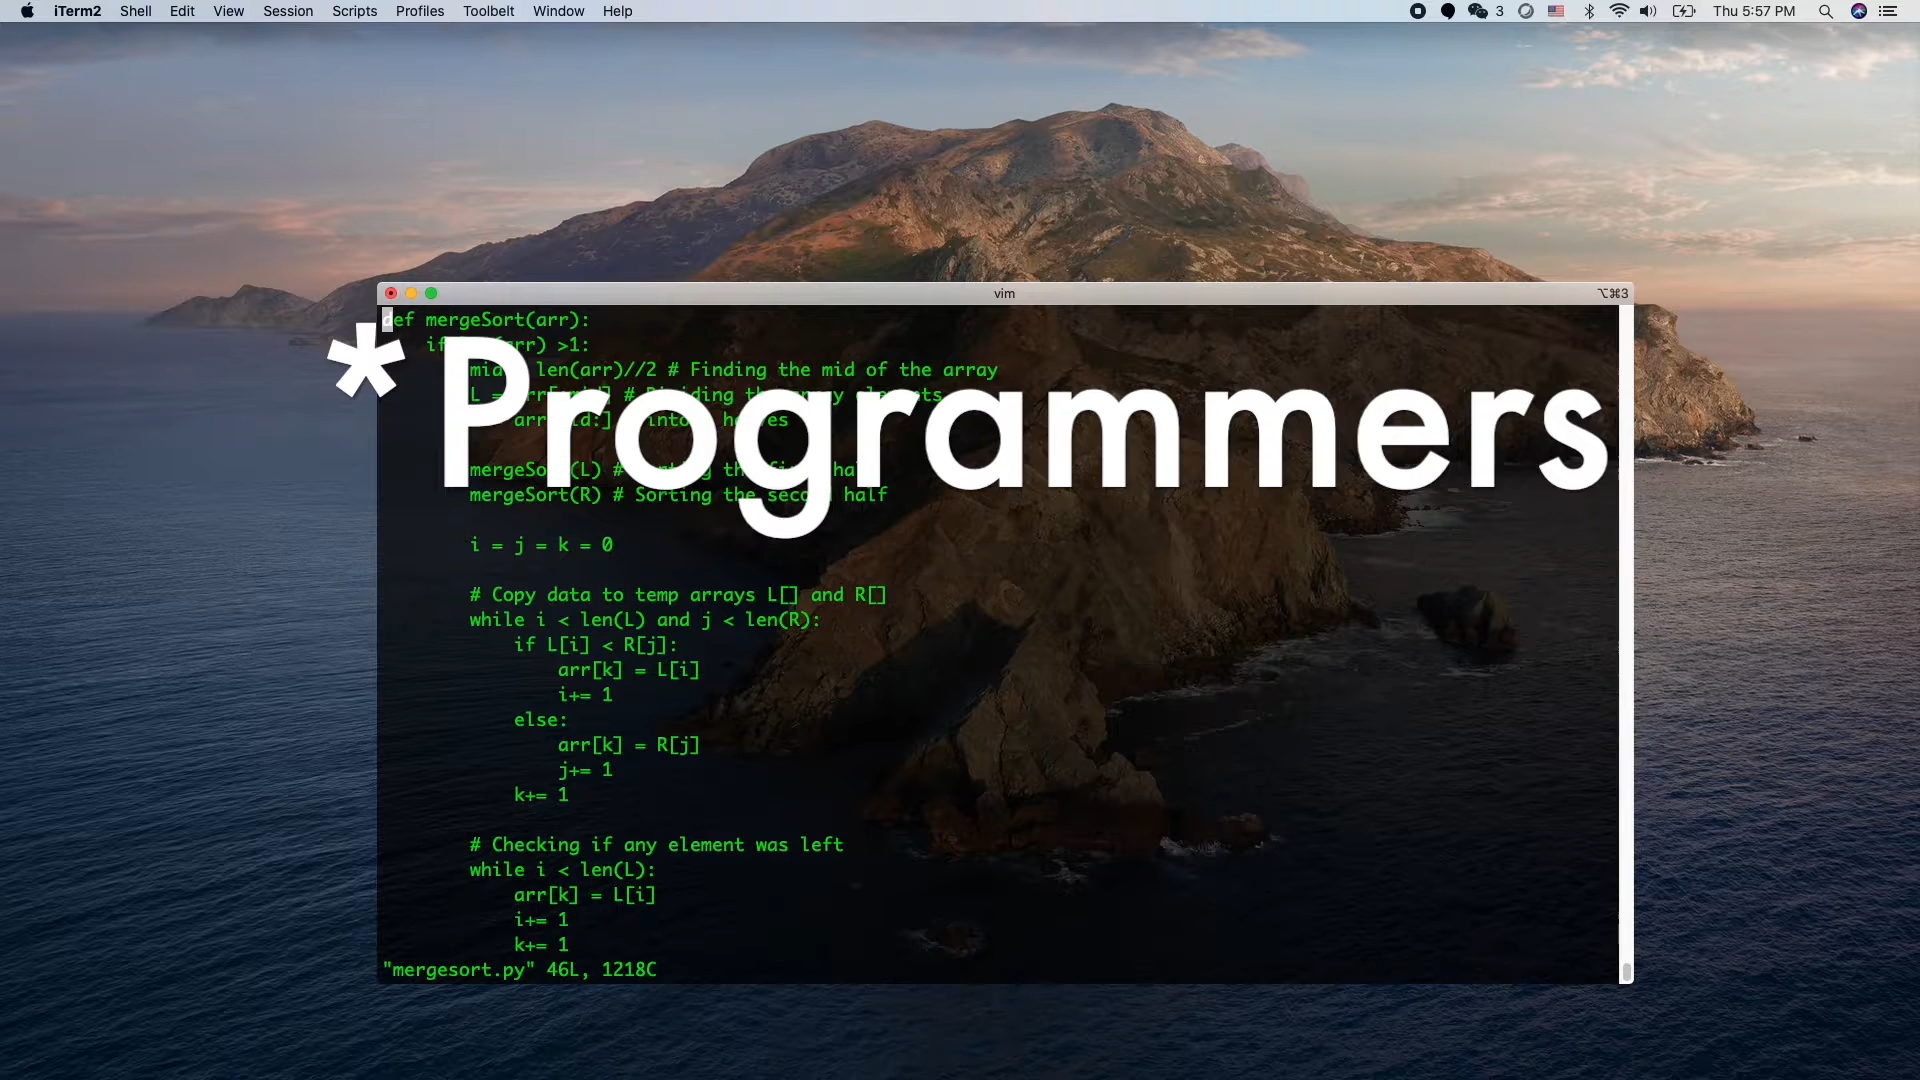 iTerm2 Shell Edit View Session Scripts Profiles Toolbelt Window Help 3 Thu 5:57 PM
vim ⌥⌘3
def mergeSort(arr):
*Programmers
>1:
len(arr)//2 # Finding the mid of the array
L
mergeSort(L) #
mergeSort(R) # Sorting the second half
i = j = k = 0
# Copy data to temp arrays L[] and R[]
while i < len(L) and j < len(R):
if L[i] < R[j]:
arr[k] = L[i]
i+= 1
else:
arr[k] = R[j]
j+= 1
k+= 1
# Checking if any element was left
while i < len(L):
arr[k] = L[i]
i+= 1
k+= 1
"mergesort.py" 46L, 1218C